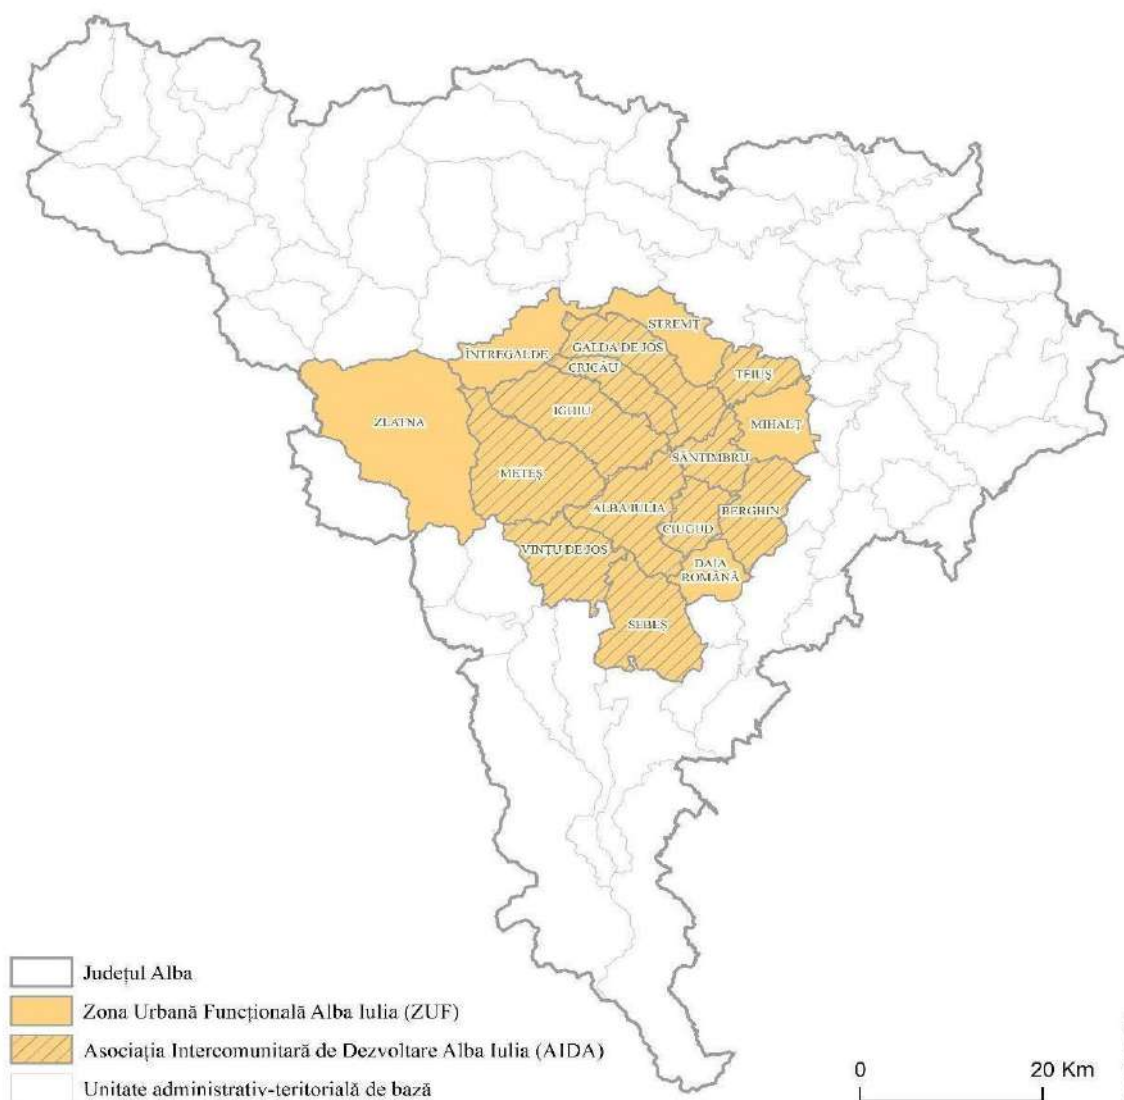 STREMȚ
GALDA DE JOS
ÎNTREGALDE
CRICĂU
TEIUȘ
IGHIU
ZLATNA
MIHALȚ
SÂNTIMBRU
METEȘ
ALBA IULIA
BERGHIN
CIUGUD
VINȚU DE JOS
DAIA
ROMÂNĂ
SEBEȘ
Județul Alba
Zona Urbană Funcțională Alba Iulia (ZUF)
Asociația Intercomunitară de Dezvoltare Alba Iulia (AIDA)
Unitate administrativ-teritorială de bază
0 20 Km